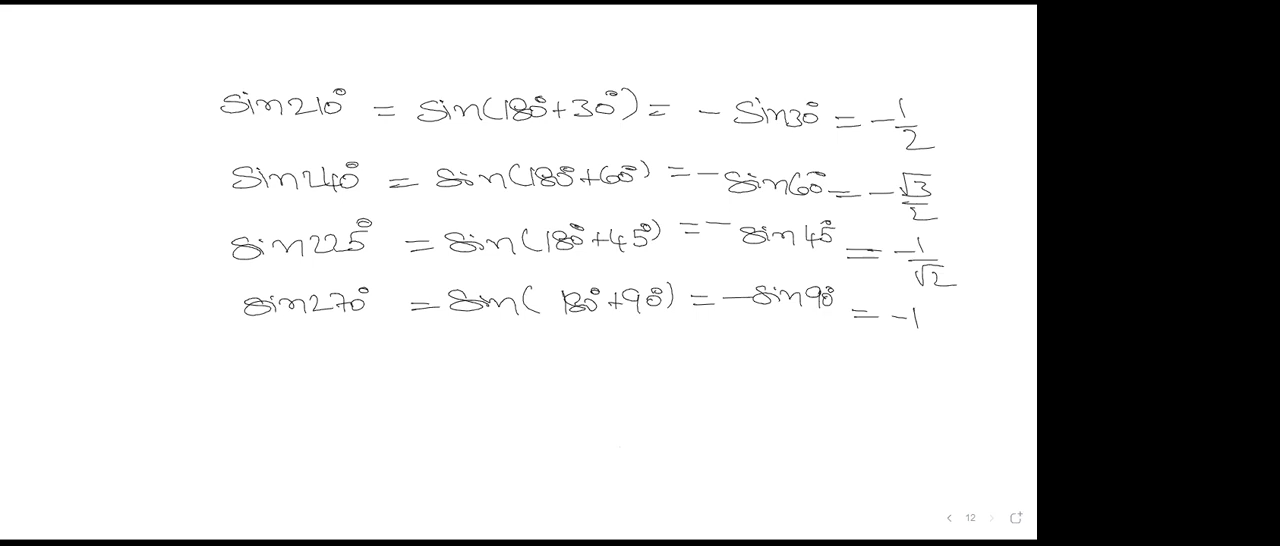 sin210° = sin(180°+30°) = - sin30° = -1/2
sin240° = sin(180°+60°) = - sin60° = -√3/2
sin225° = sin(180°+45°) = - sin45° = -1/√2
sin270° = sin( 180°+90°) = -sin90° = -1
< 12 >